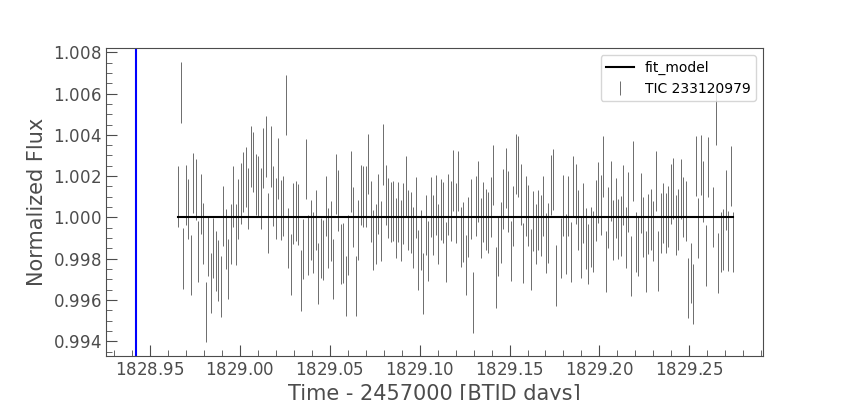 1.008
1.006
1.004
1.002
1.000
0.998
0.996
0.994
Normalized Flux
fit_model
TIC 233120979
1828.95 1829.00 1829.05 1829.10 1829.15 1829.20 1829.25
Time - 2457000 [BTJD days]